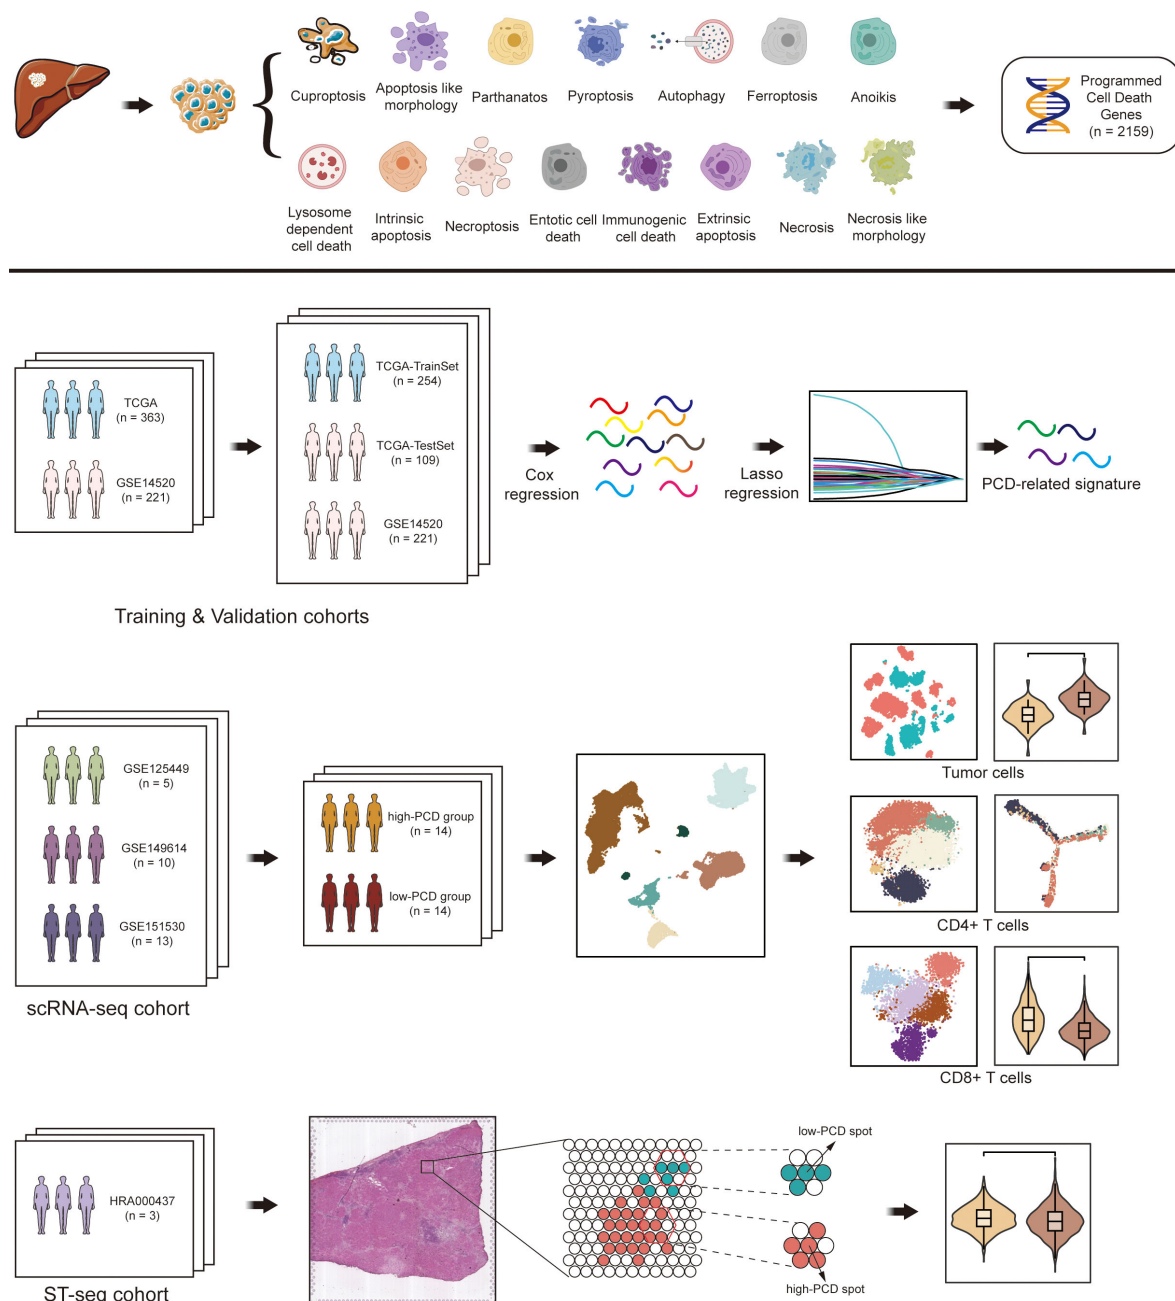 Cuproptosis
Apoptosis like
morphology
Parthanatos
Pyroptosis
Autophagy
Ferroptosis
Anoikis
Programmed
Cell Death
Genes
(n = 2159)
Lysosome
dependent
cell death
Intrinsic
apoptosis
Necroptosis
Entotic cell
death
Immunogenic
cell death
Extrinsic
apoptosis
Necrosis
Necrosis like
morphology
TCGA
(n = 363)
GSE14520
(n = 221)
TCGA-TrainSet
(n = 254)
TCGA-TestSet
(n = 109)
GSE14520
(n = 221)
Training & Validation cohorts
Cox
regression
Lasso
regression
PCD-related signature
GSE125449
(n = 5)
GSE149614
(n = 10)
GSE151530
(n = 13)
scRNA-seq cohort
high-PCD group
(n = 14)
low-PCD group
(n = 14)
Tumor cells
CD4+ T cells
CD8+ T cells
HRA000437
(n = 3)
ST-seq cohort
low-PCD spot
high-PCD spot